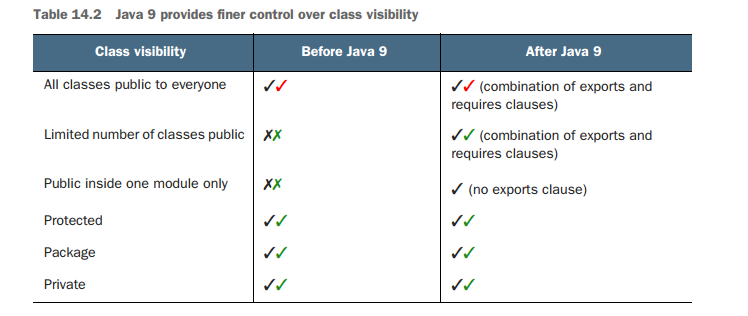 Table 14.2 Java 9 provides finer control over class visibility
Class visibility Before Java 9 After Java 9
All classes public to everyone ✓✓ ✓✓ (combination of exports and
requires clauses)
Limited number of classes public ✗✗ ✓✓ (combination of exports and
requires clauses)
Public inside one module only ✗✗ ✓ (no exports clause)
Protected ✓✓ ✓✓
Package ✓✓ ✓✓
Private ✓✓ ✓✓